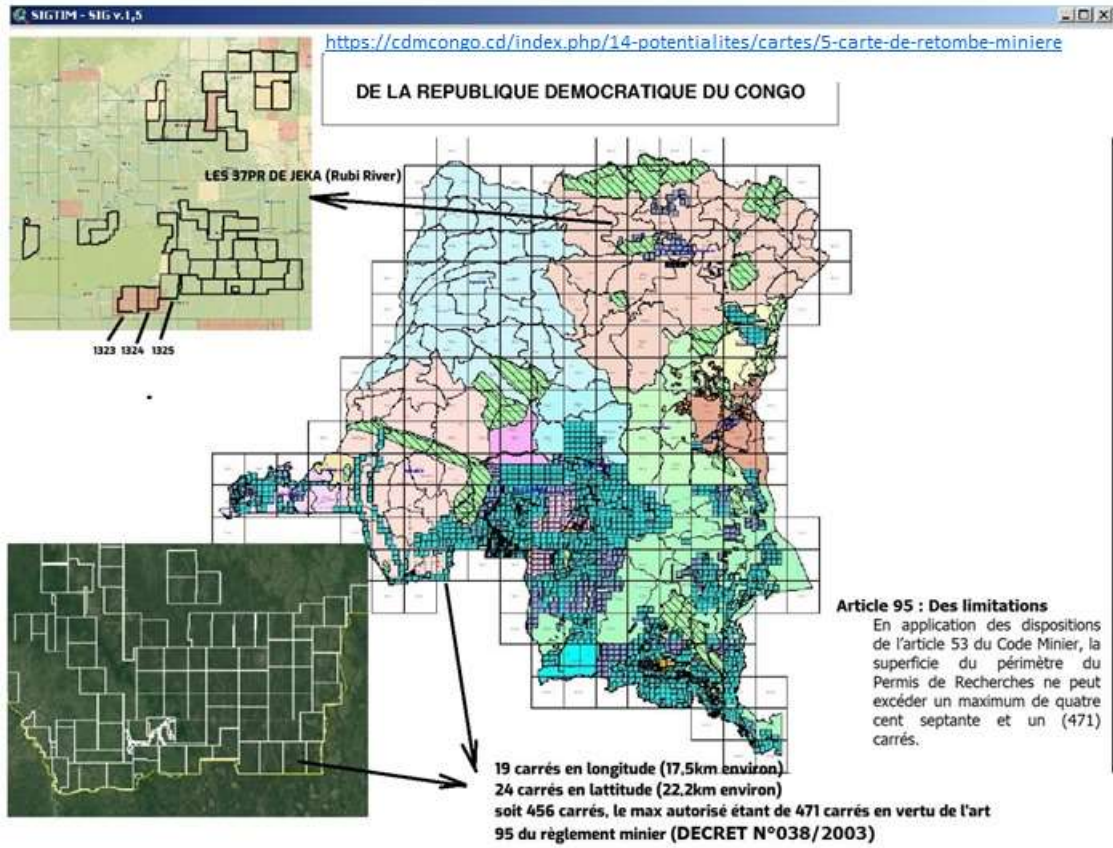 SIGTIM - SIG v.1,5
https://cdmcongo.cd/index.php/14-potentialites/cartes/5-carte-de-retombe-miniere
DE LA REPUBLIQUE DEMOCRATIQUE DU CONGO
LES 37PR DE JEKA (Rubi River)
1323 1324 1325
Article 95 : Des limitations
En application des dispositions
de l'article 53 du Code Minier, la
superficie du périmètre du
Permis de Recherches ne peut
excéder un maximum de quatre
cent septante et un (471)
carrés.
19 carrés en longitude (17,5km environ)
24 carrés en lattitude (22,2km environ)
soit 456 carrés, le max autorisé étant de 471 carrés en vertu de l'art
95 du règlement minier (DECRET N°038/2003)